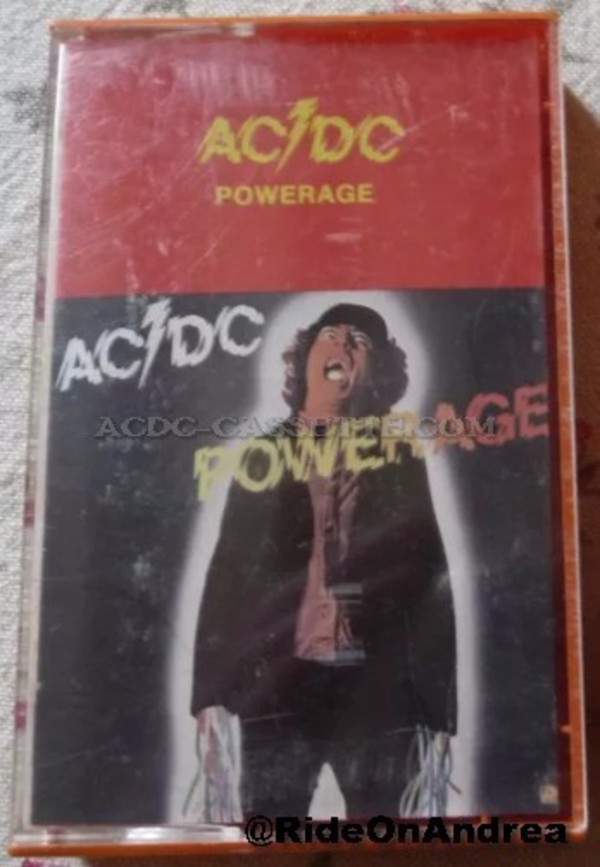 AC/DC
POWERAGE
AC/DC
ACDC-CASSETTE.COM
POWERAGE
@RideOnAndrea